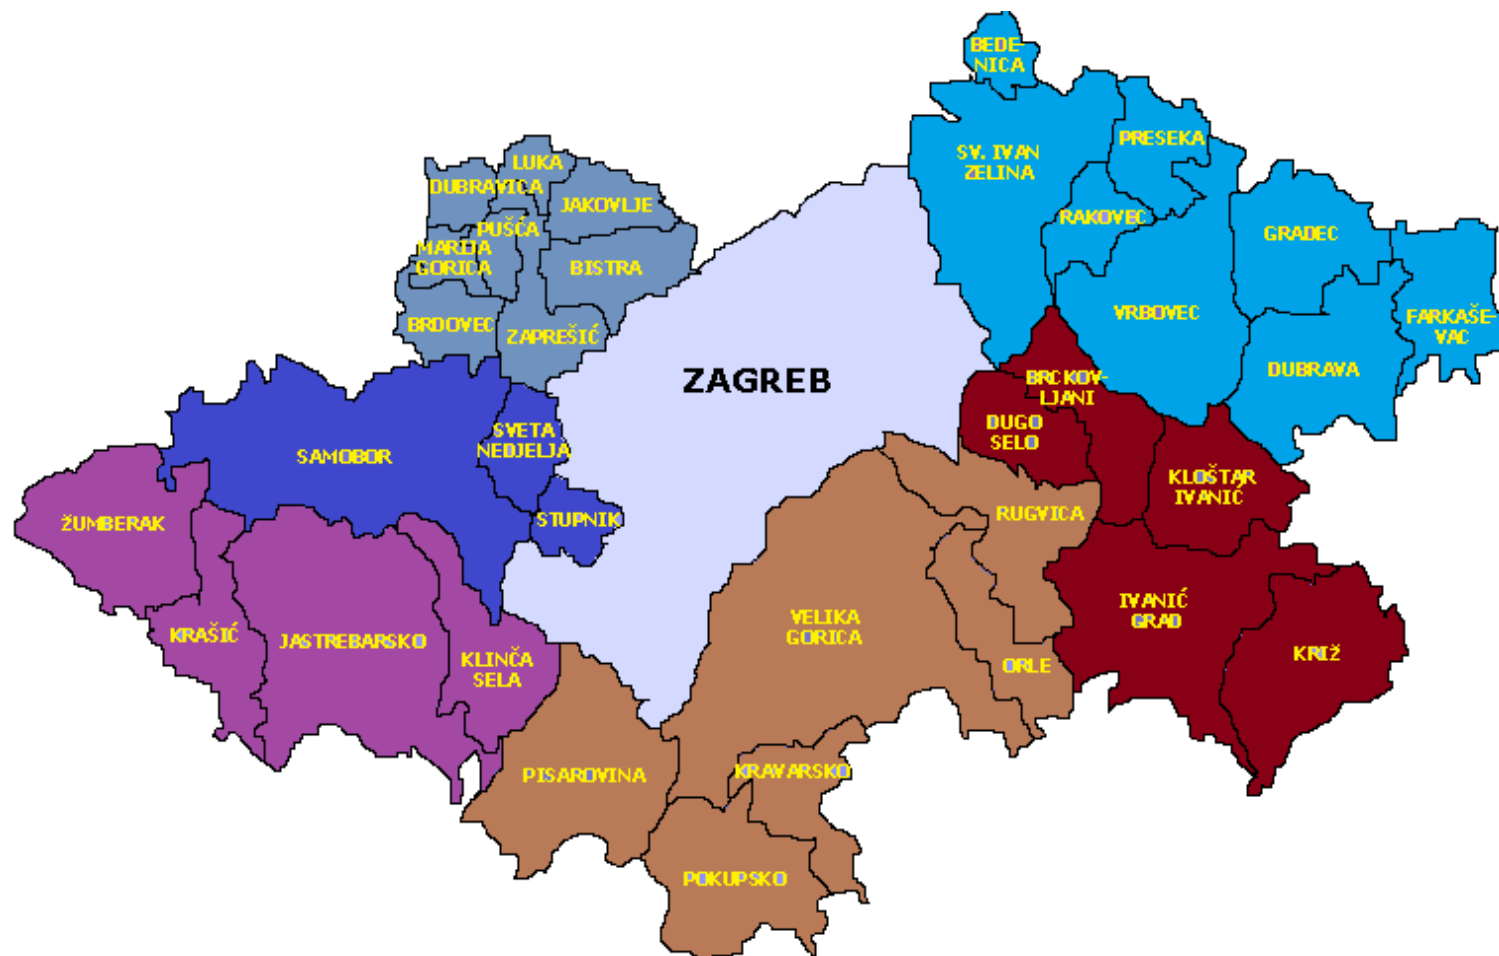 BEDE-
NICA
PRESEKA
SV. IVAN
ZELINA
LUKA
DUBRAVICA
JAKOVLJE
RAKOVEC
PUŠĆA
GRADEC
MARIJA
GORICA
BISTRA
VRBOVEC
FARKAŠE-
VAC
BRDOVEC
ZAPREŠIĆ
DUBRAVA
ZAGREB
BRCKOV-
LJANI
DUGO
SELO
SVETA
NEDJELJA
SAMOBOR
KLOŠTAR
IVANIĆ
ŽUMBERAK
STUPNIK
RUGVICA
IVANIĆ
GRAD
VELIKA
GORICA
KRAŠIĆ
JASTREBARSKO
KLINČA
SELA
ORLE
KRIŽ
PISAROVINA
KRAVARSKO
POKUPSKO